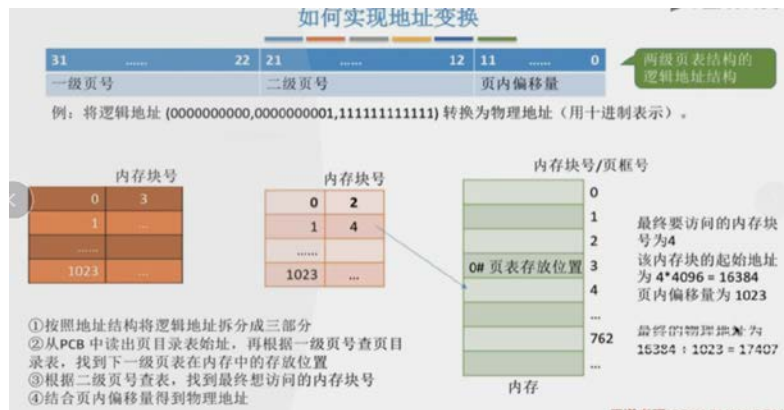 如何实现地址变换
31 …… 22 21 …… 12 11 …… 0
一级页号 二级页号 页内偏移量
两级页表结构的
逻辑地址结构
例：将逻辑地址 (0000000000,0000000001,111111111111) 转换为物理地址（用十进制表示）。
内存块号
0 3
1 ...
......
1023 ...
内存块号
0 2
1 4
......
1023 ...
内存块号/页框号
0
1
2
0# 页表存放位置 3
4
...
762
...
内存
最终要访问的内存块
号为4
该内存块的起始地址
为 4*4096 = 16384
页内偏移量为 1023
最终的物理地址为
16384 + 1023 = 17407
①按照地址结构将逻辑地址拆分成三部分
②从PCB 中读出页目录表始址，再根据一级页号查页目
录表，找到下一级页表在内存中的存放位置
③根据二级页号查表，找到最终想访问的内存块号
④结合页内偏移量得到物理地址